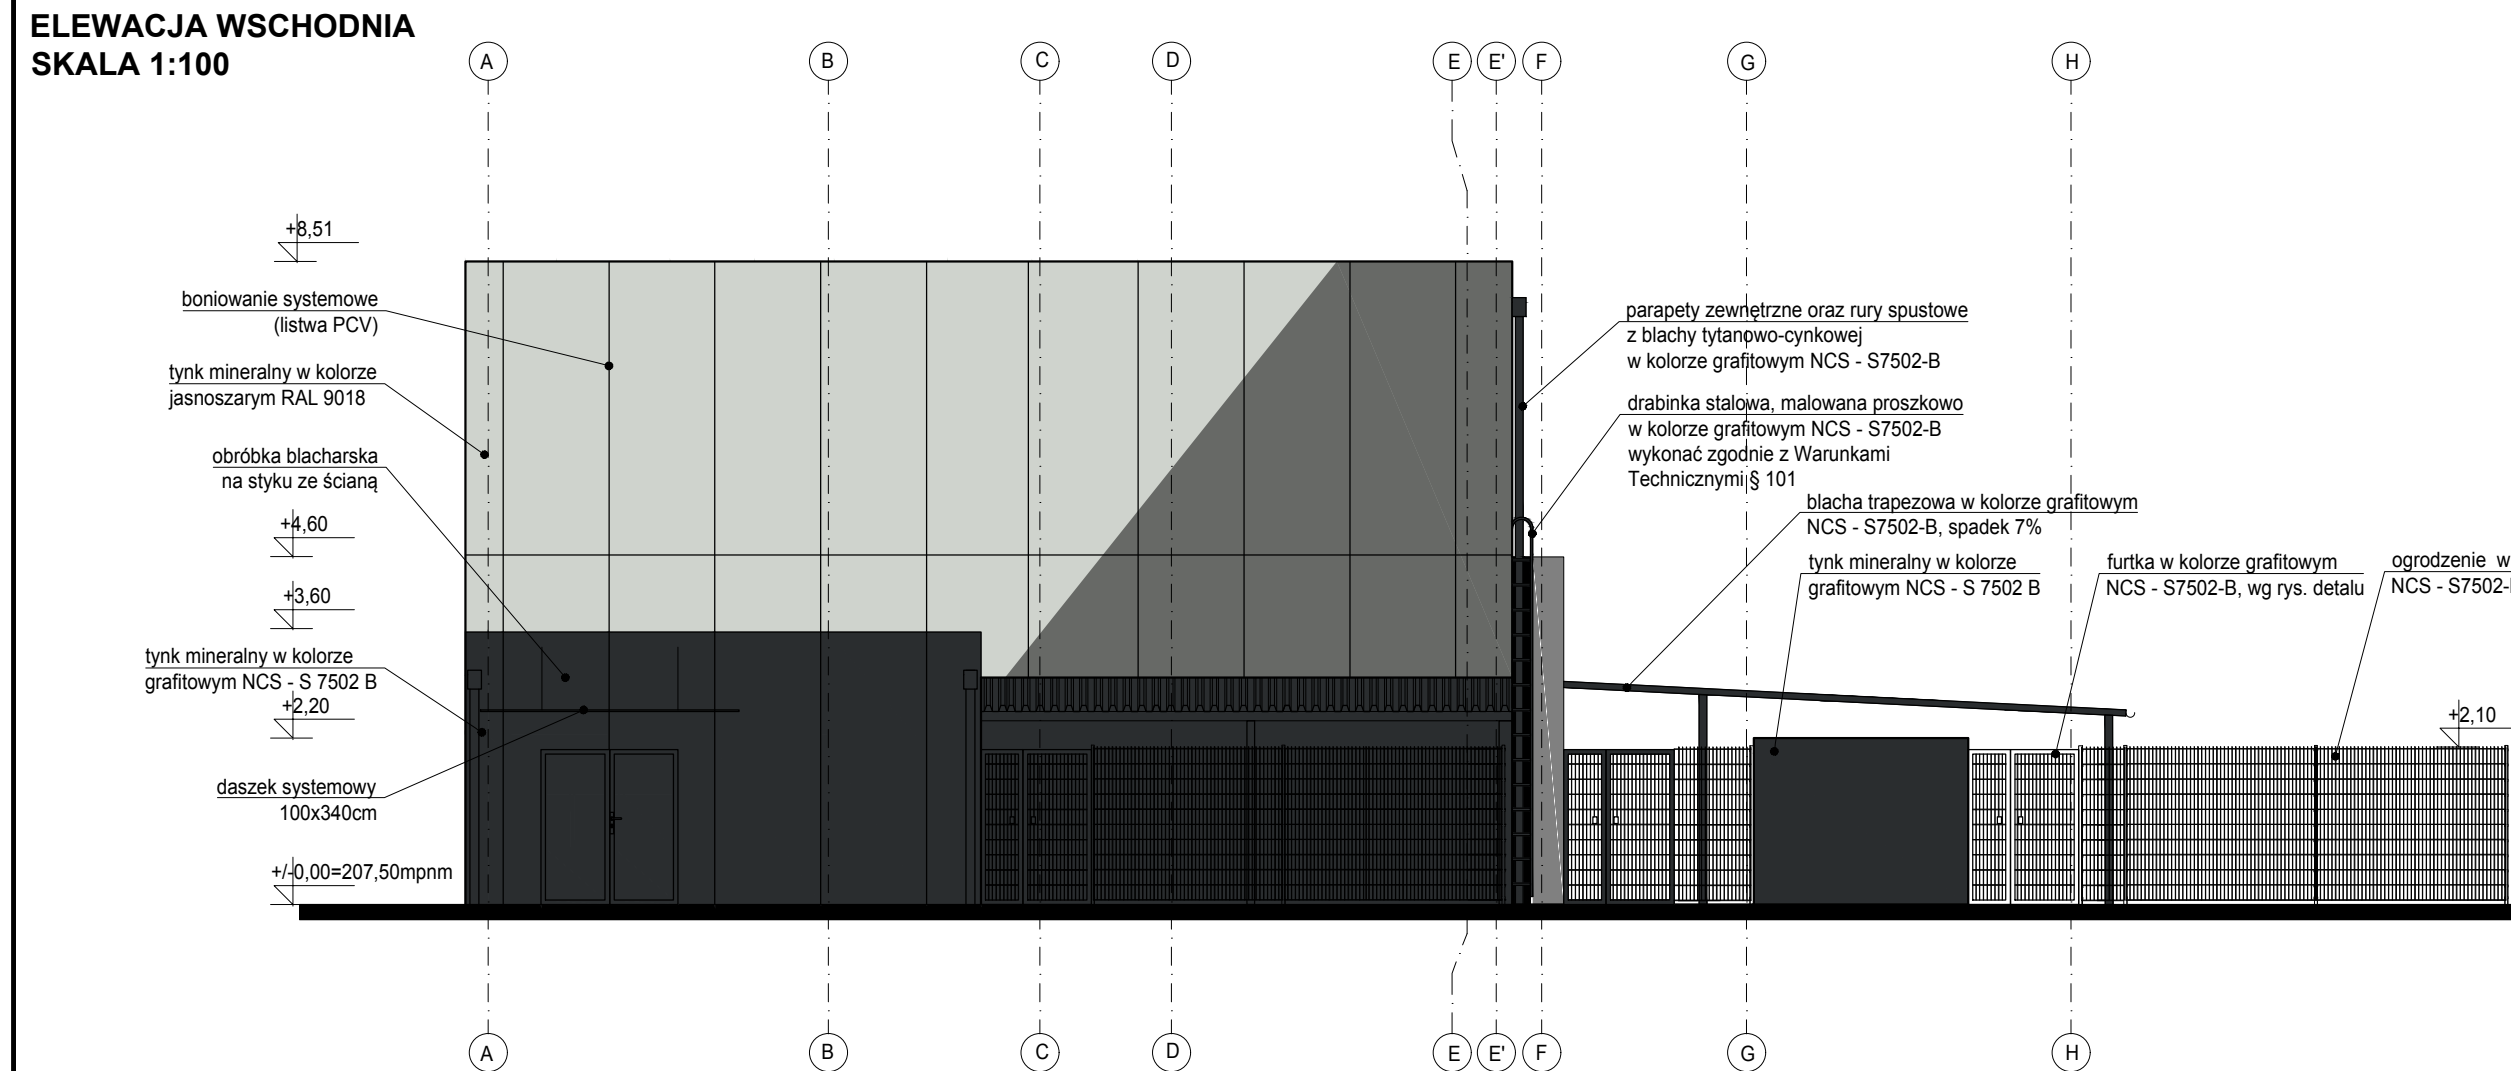 ELEWACJA WSCHODNIA
SKALA 1:100
A B C D E E' F G H
+8,51
boniowanie systemowe
(listwa PCV)
tynk mineralny w kolorze
jasnoszarym RAL 9018
obróbka blacharska
na styku ze ścianą
+4,60
+3,60
tynk mineralny w kolorze
grafitowym NCS - S 7502 B
+2,20
daszek systemowy
100x340cm
+/-0,00=207,50mpnm
parapety zewnętrzne oraz rury spustowe
z blachy tytanowo-cynkowej
w kolorze grafitowym NCS - S7502-B
drabinka stalowa, malowana proszkowo
w kolorze grafitowym NCS - S7502-B
wykonać zgodnie z Warunkami
Technicznymi § 101
blacha trapezowa w kolorze grafitowym
NCS - S7502-B, spadek 7%
tynk mineralny w kolorze
grafitowym NCS - S 7502 B
furtka w kolorze grafitowym
NCS - S7502-B, wg rys. detalu
ogrodzenie w
NCS - S7502-
+2,10
A B C D E E' F G H